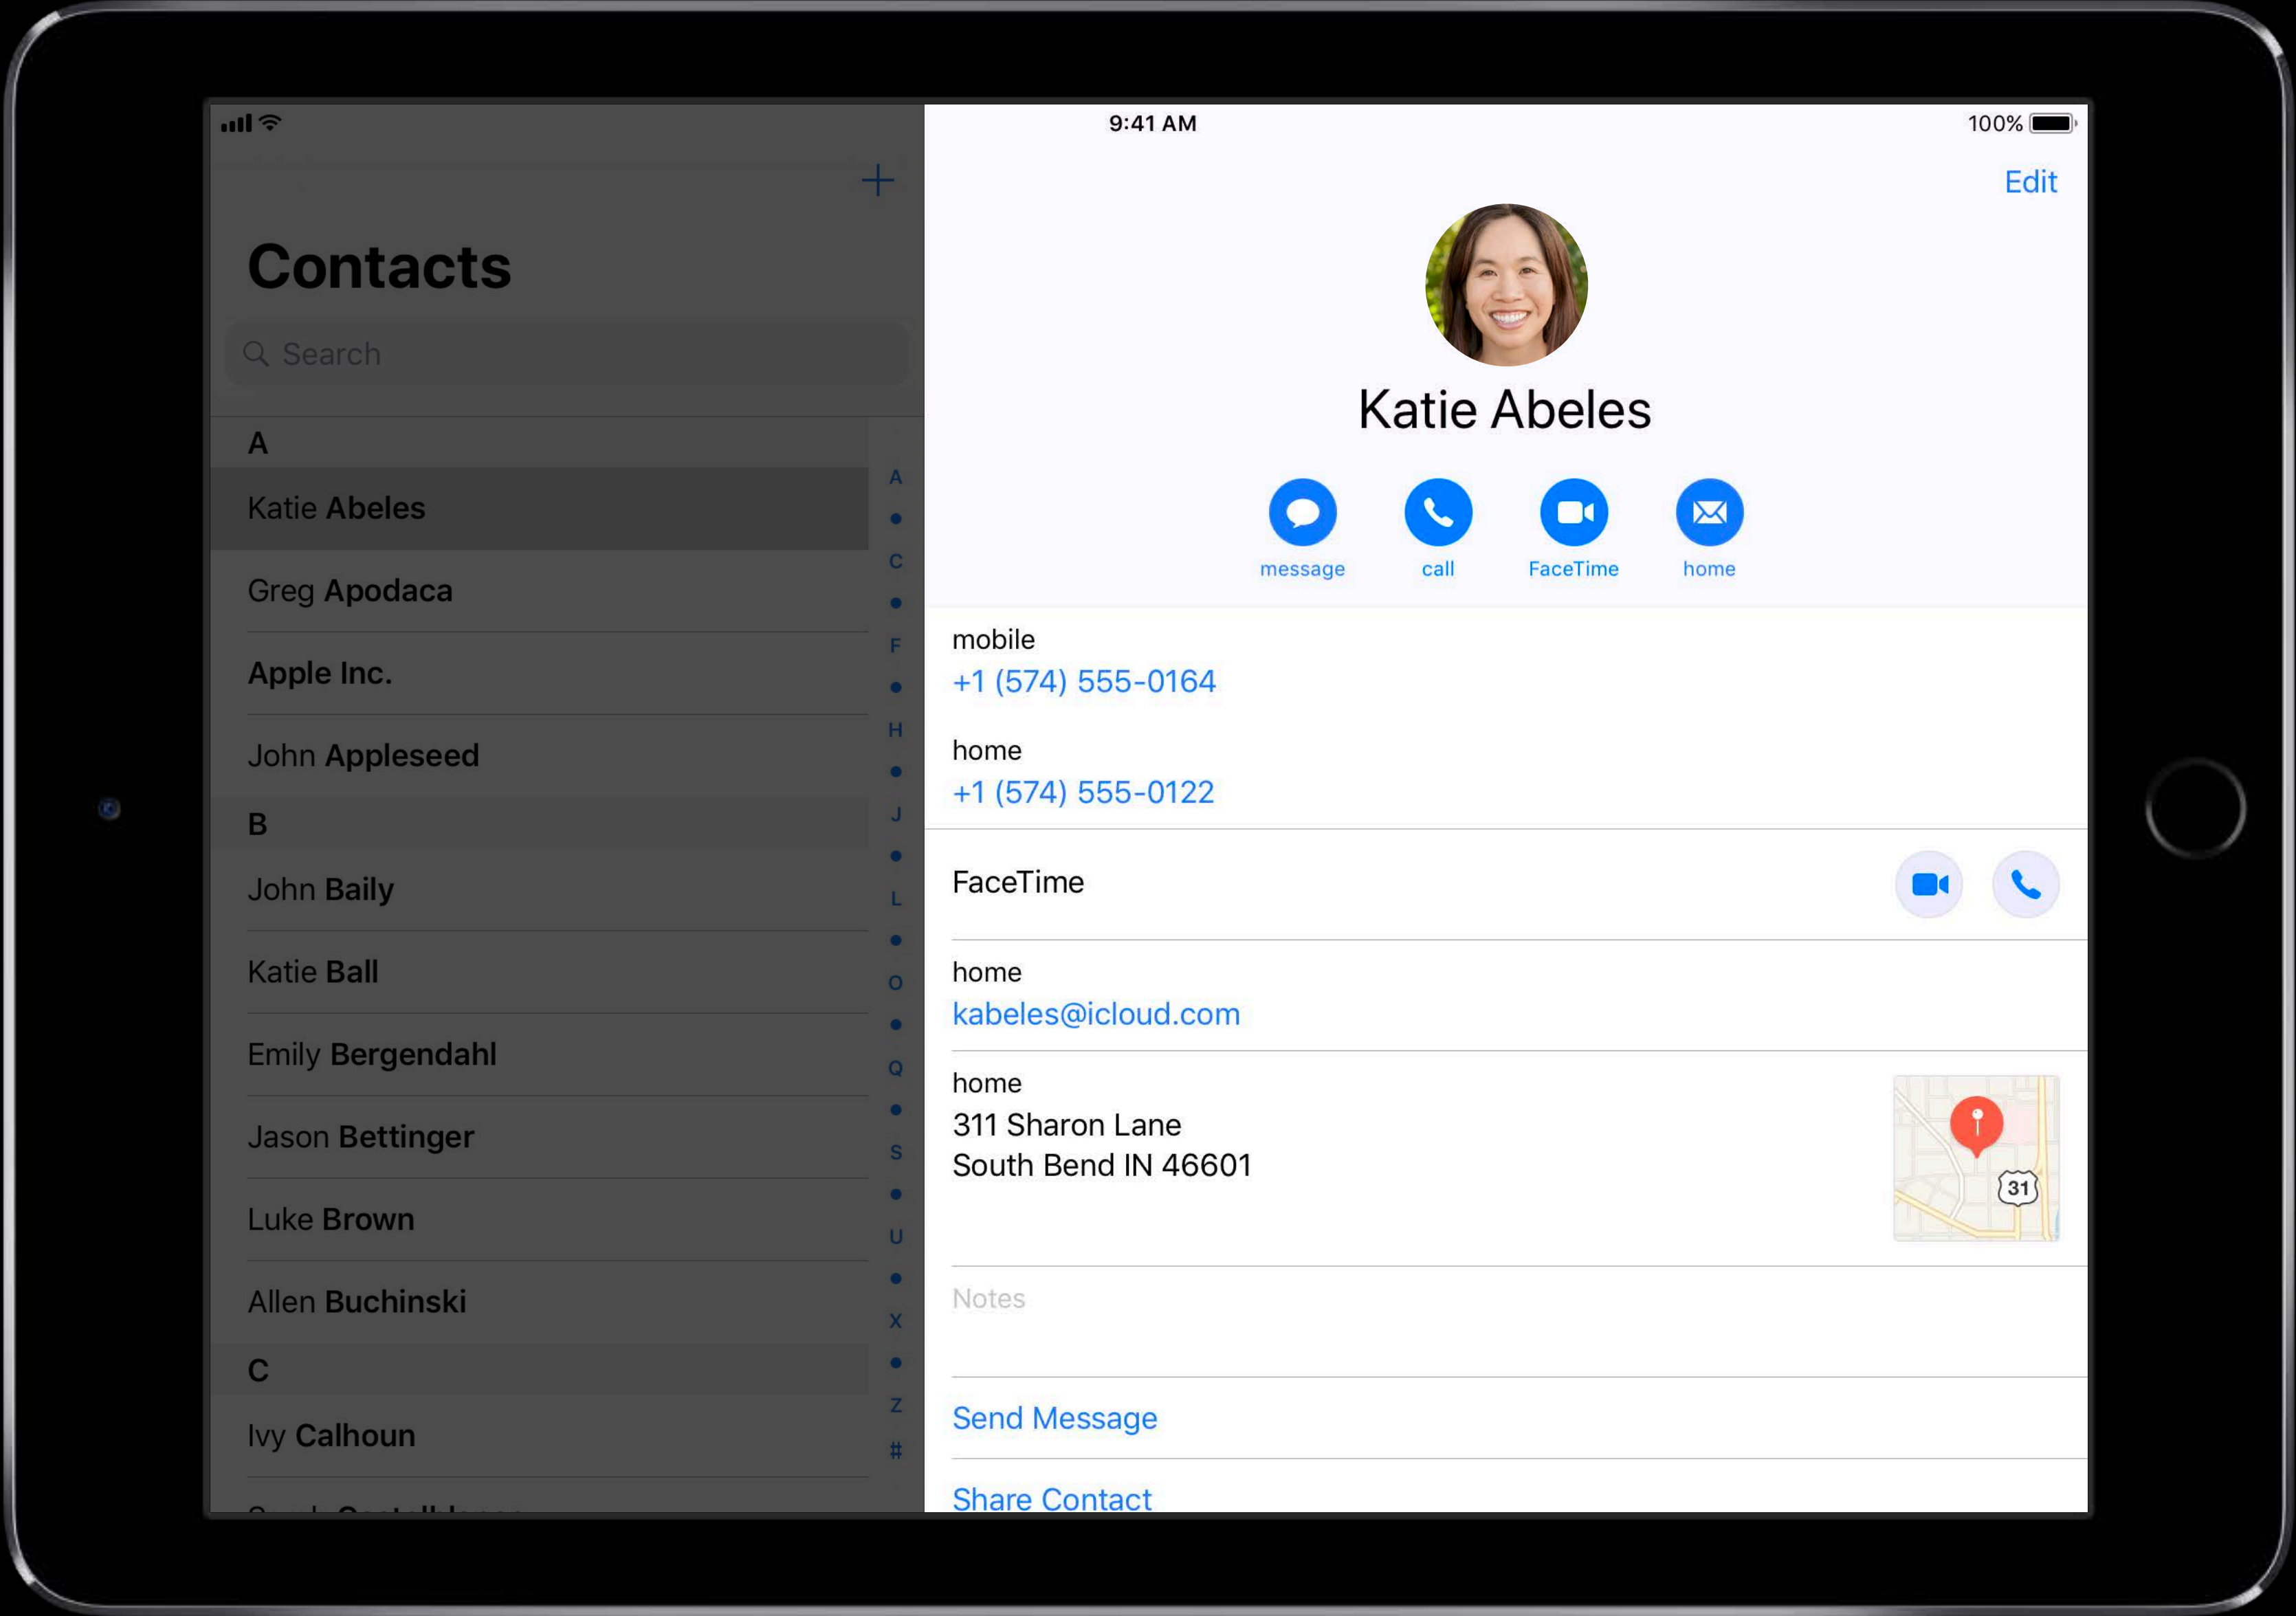 9:41 AM
100%
Contacts
Search
A
Katie Abeles
Greg Apodaca
Apple Inc.
John Appleseed
B
John Baily
Katie Ball
Emily Bergendahl
Jason Bettinger
Luke Brown
Allen Buchinski
C
Ivy Calhoun
A
C
F
H
J
L
O
Q
S
U
X
Z
#
Edit
Katie Abeles
message call FaceTime home
mobile
+1 (574) 555-0164
home
+1 (574) 555-0122
FaceTime
home
kabeles@icloud.com
home
311 Sharon Lane
South Bend IN 46601
31
Notes
Send Message
Share Contact